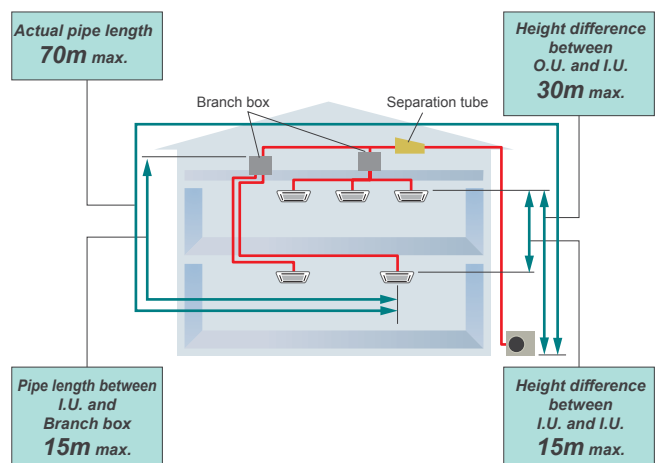 Actual pipe length
70m max.
Height difference
between
O.U. and I.U.
30m max.
Branch box
Separation tube
Pipe length between
I.U. and
Branch box
15m max.
Height difference
between
I.U. and I.U.
15m max.